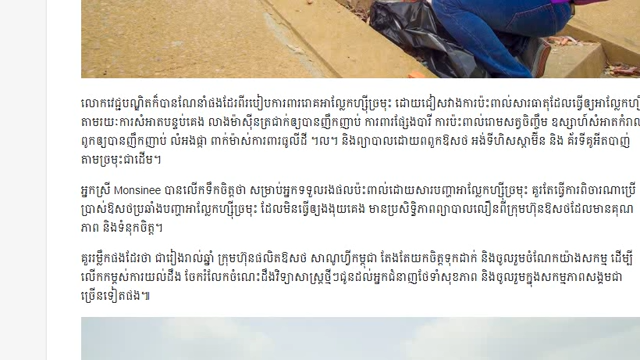 លោកវេជ្ជបណ្ឌិតក៏បានណែនាំផងដែរពីរបៀបការពាររោគអាល្លែកហ្ស៊ីច្រមុះ ដោយជៀសវាងការប៉ះពាល់សារធាតុដែលធ្វើឲ្យអាល្លែកហ្ស៊ី
តាមរយៈការសំអាតបន្ទប់គេង លាងម៉ាស៊ីនត្រជាក់ឲ្យបានញឹកញាប់ ការពារផ្សែងបារី ការប៉ះពាល់រោមសត្វចិញ្ចឹម ឧស្សាហ៍សំអាតកំរាល
ពូកឲ្យបានញឹកញាប់ លំអងផ្កា ពាក់ម៉ាស់ការពារធូលីដី ។ល។ និងព្យាបាលដោយពពួកឱសថ អង់ទីហ៊ីសស្តាមីន និង គ័រទីគូអ៊ីតបាញ់
តាមច្រមុះជាដើម។
អ្នកស្រី Monsinee បានលើកទឹកចិត្តថា សម្រាប់អ្នកទទួលរងផលប៉ះពាល់ដោយសារបញ្ហាអាល្លែកហ្ស៊ីច្រមុះ គួរតែធ្វើការពិចារណាប្រើ
ប្រាស់ឱសថប្រឆាំងបញ្ហាអាល្លែកហ្ស៊ីច្រមុះ ដែលមិនធ្វើឲ្យងងុយគេង មានប្រសិទ្ធិភាពព្យាបាលលឿនពីក្រុមហ៊ុនឱសថដែលមានគុណ
ភាព និងទំនុកចិត្ត។
គួររម្លឹកផងដែរថា ជារៀងរាល់ឆ្នាំ ក្រុមហ៊ុនផលិតឱសថ សាណូហ្វីកម្ពុជា តែងតែយកចិត្តទុកដាក់ និងចូលរួមចំណែកយ៉ាងសកម្ម ដើម្បី
លើកកម្ពស់ការយល់ដឹង ចែករំលែកចំណេះដឹងវិទ្យាសាស្ត្រថ្មីៗជូនដល់អ្នកជំនាញថែទាំសុខភាព និងចូលរួមក្នុងសកម្មភាពសង្គមជា
ច្រើនទៀតផង៕